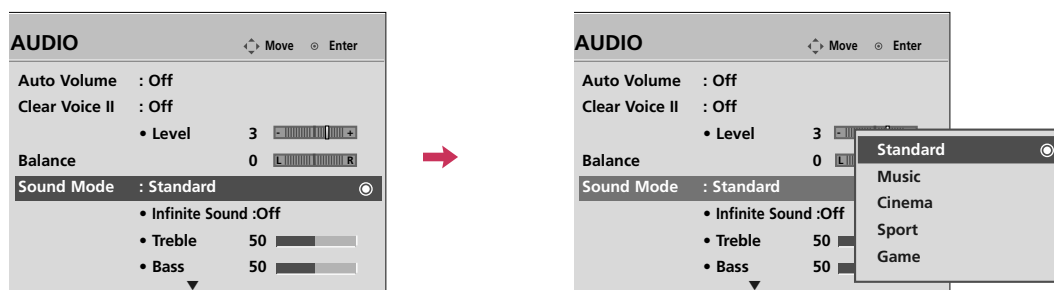 AUDIO
Move Enter
Auto Volume : Off
Clear Voice II : Off
• Level 3 - +
Balance 0 L R
Sound Mode : Standard
• Infinite Sound :Off
• Treble 50
• Bass 50
AUDIO
Move Enter
Auto Volume : Off
Clear Voice II : Off
• Level 3 -
Balance 0 L
Sound Mode : Standard
• Infinite Sound :Off
• Treble 50
• Bass 50
Standard
Music
Cinema
Sport
Game